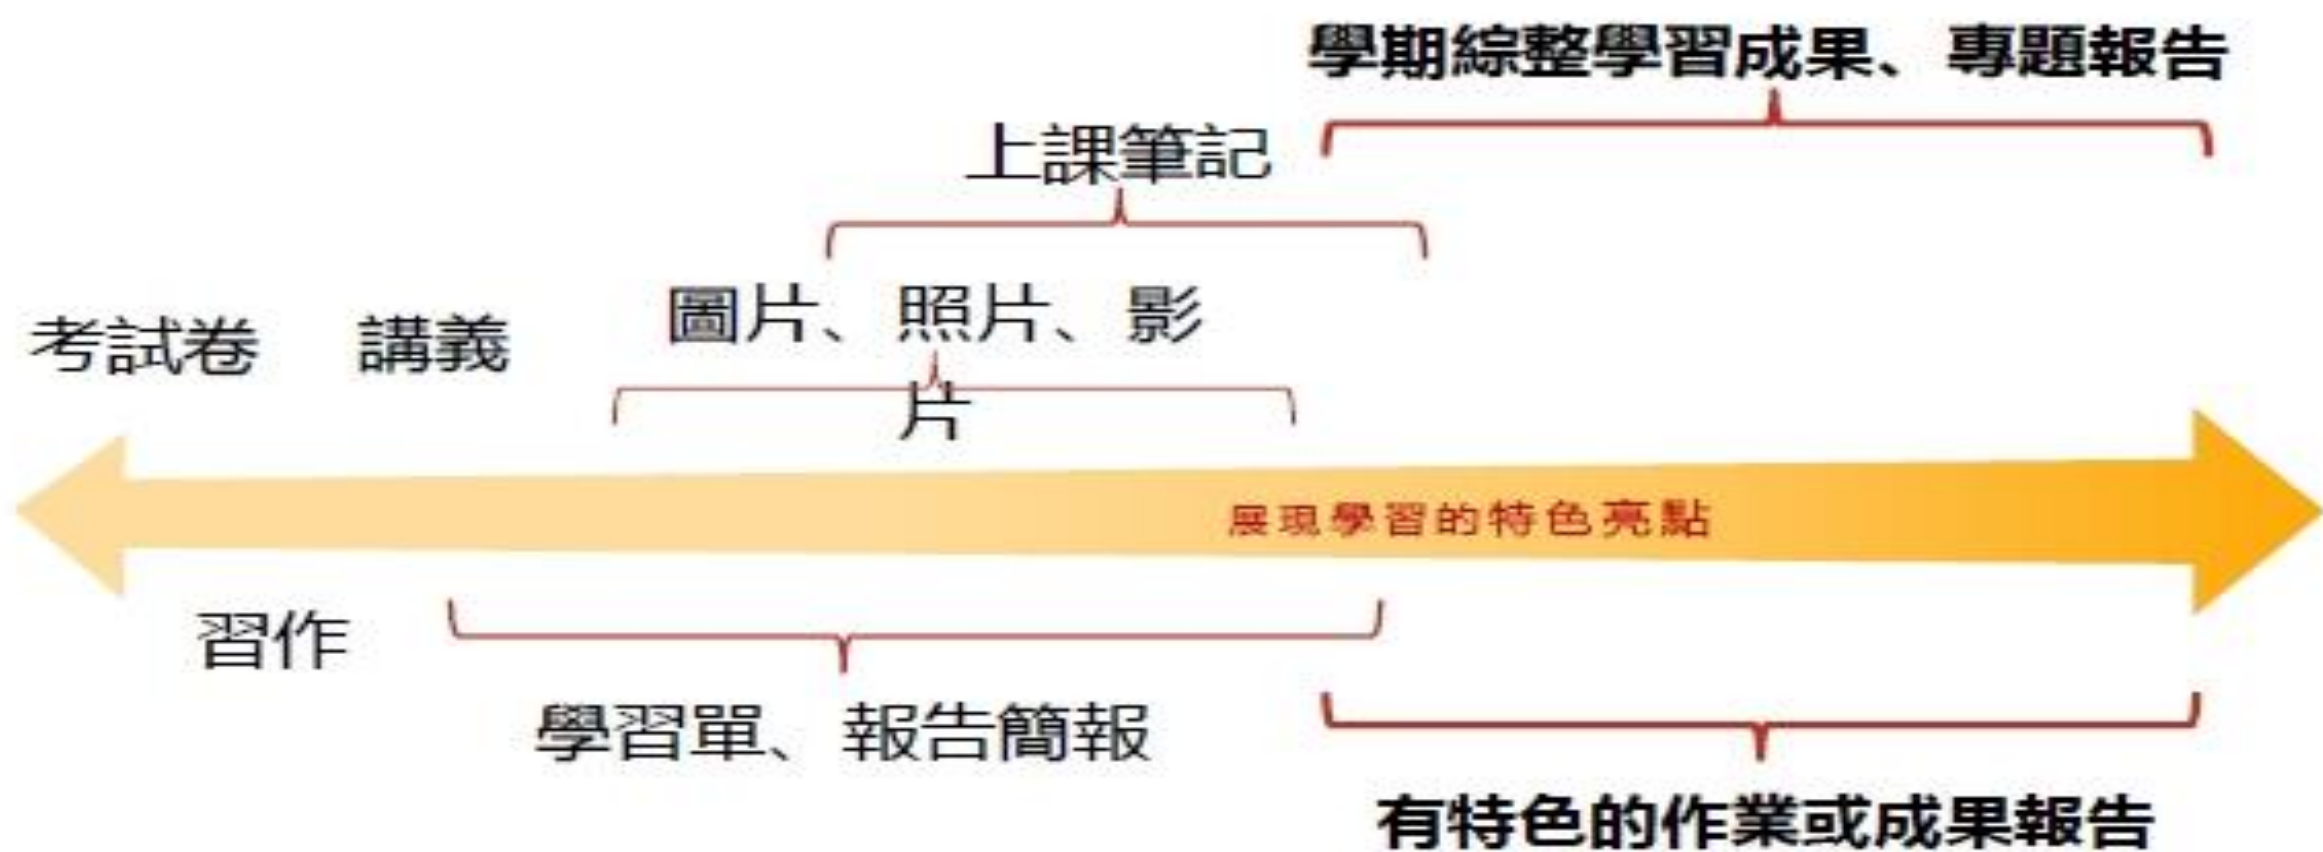 學期綜整學習成果、專題報告
上課筆記
考試卷
講義
圖片、照片、影
片
展現學習的特色亮點
習作
學習單、報告簡報
有特色的作業或成果報告